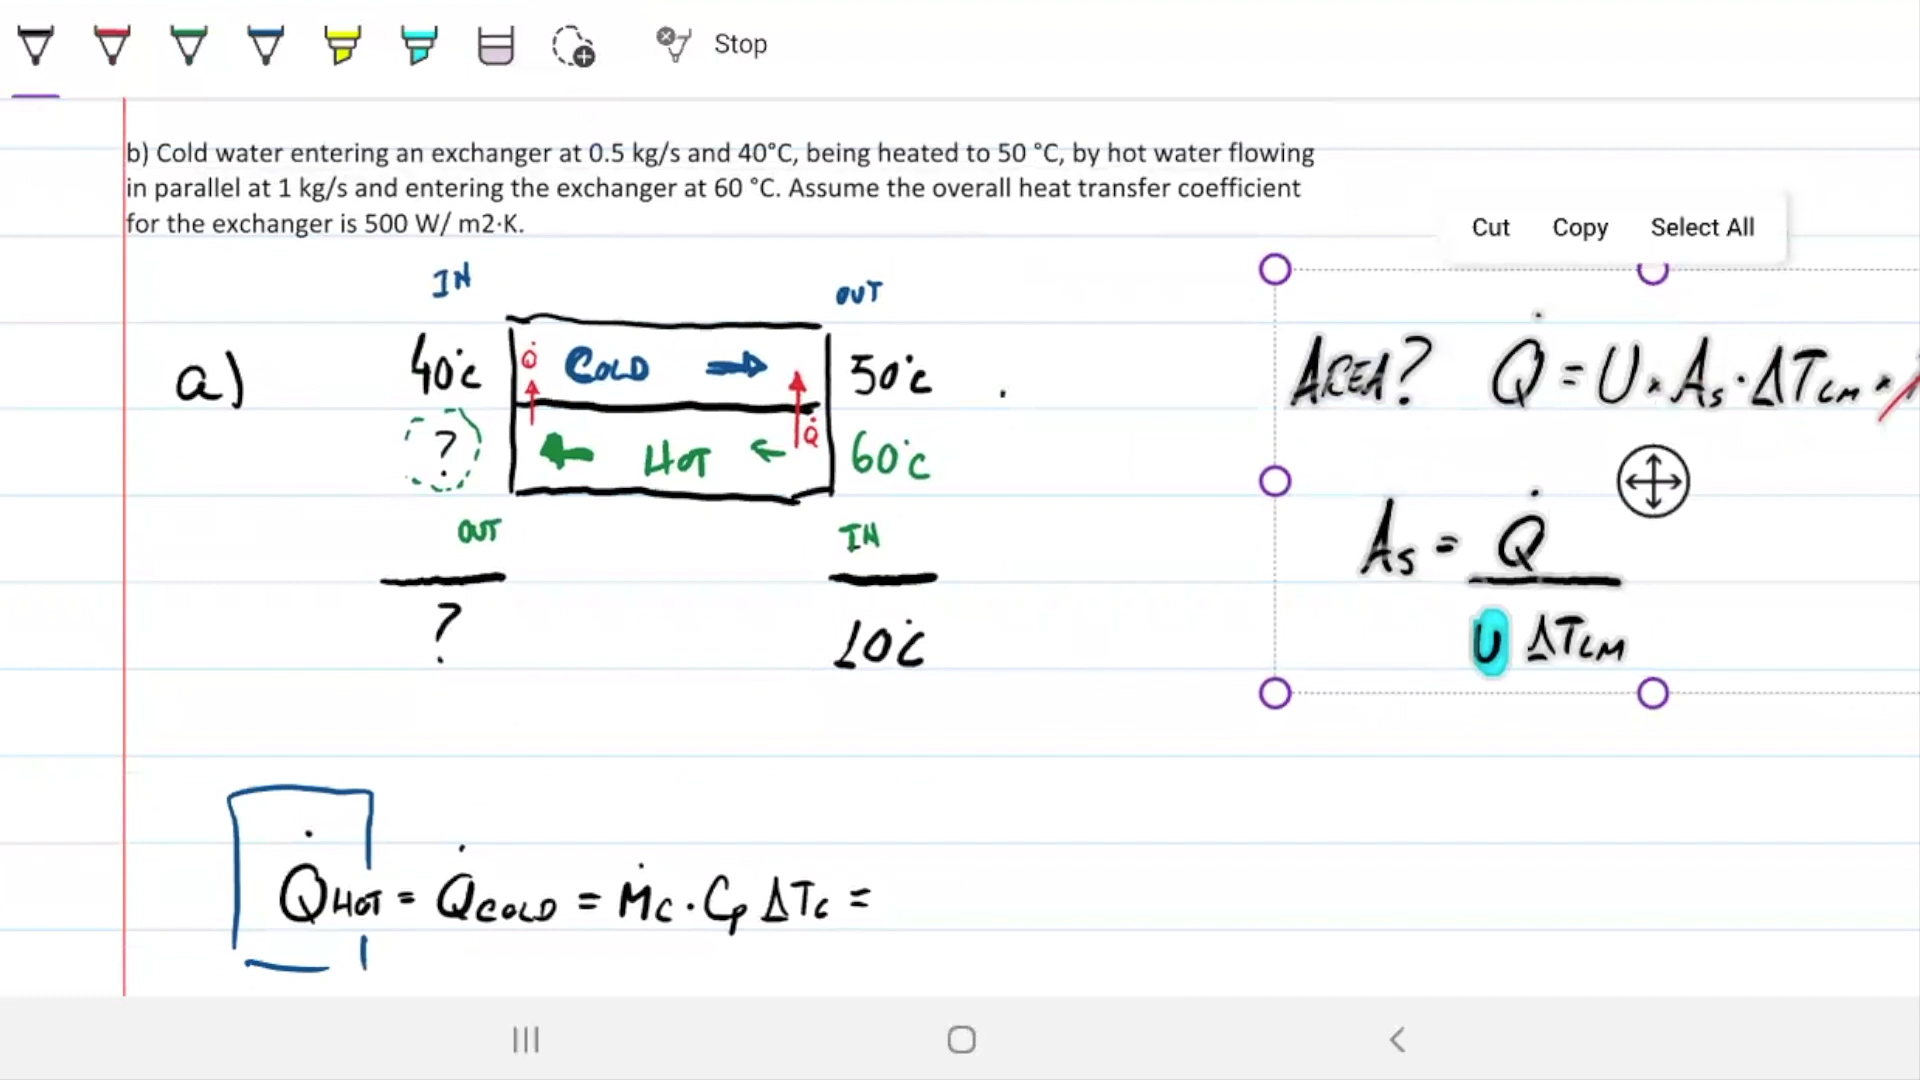 Stop
b) Cold water entering an exchanger at 0.5 kg/s and 40°C, being heated to 50 °C, by hot water flowing
in parallel at 1 kg/s and entering the exchanger at 60 °C. Assume the overall heat transfer coefficient
for the exchanger is 500 W/ m2·K.
Cut Copy Select All
IN OUT
a) 40°C Q̇ COLD 50°C
? HOT Q̇ 60°C
OUT IN
? 10°C
AREA? Q̇ = U × As · ΔTLM ×
As = Q̇
U ΔTLM
Q̇HOT = Q̇COLD = ṁc · Cp ΔTc =